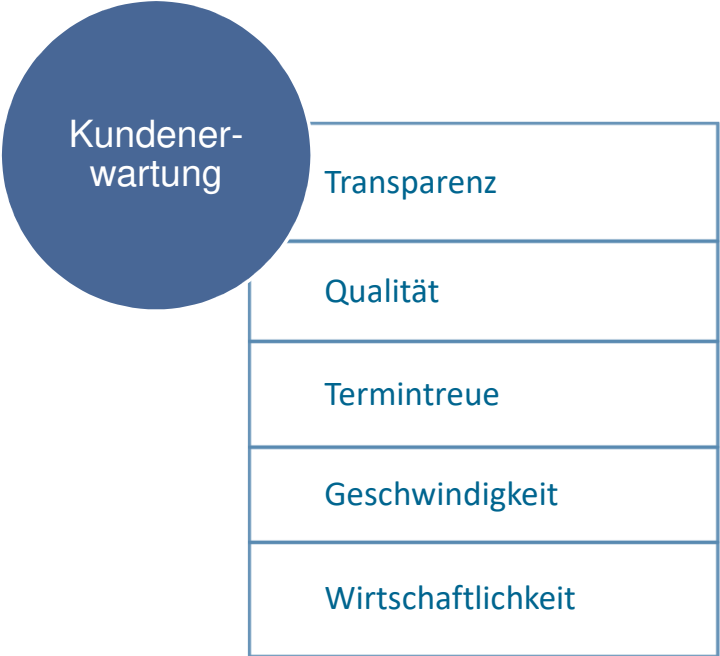 Kundener-
wartung
Transparenz
Qualität
Termintreue
Geschwindigkeit
Wirtschaftlichkeit